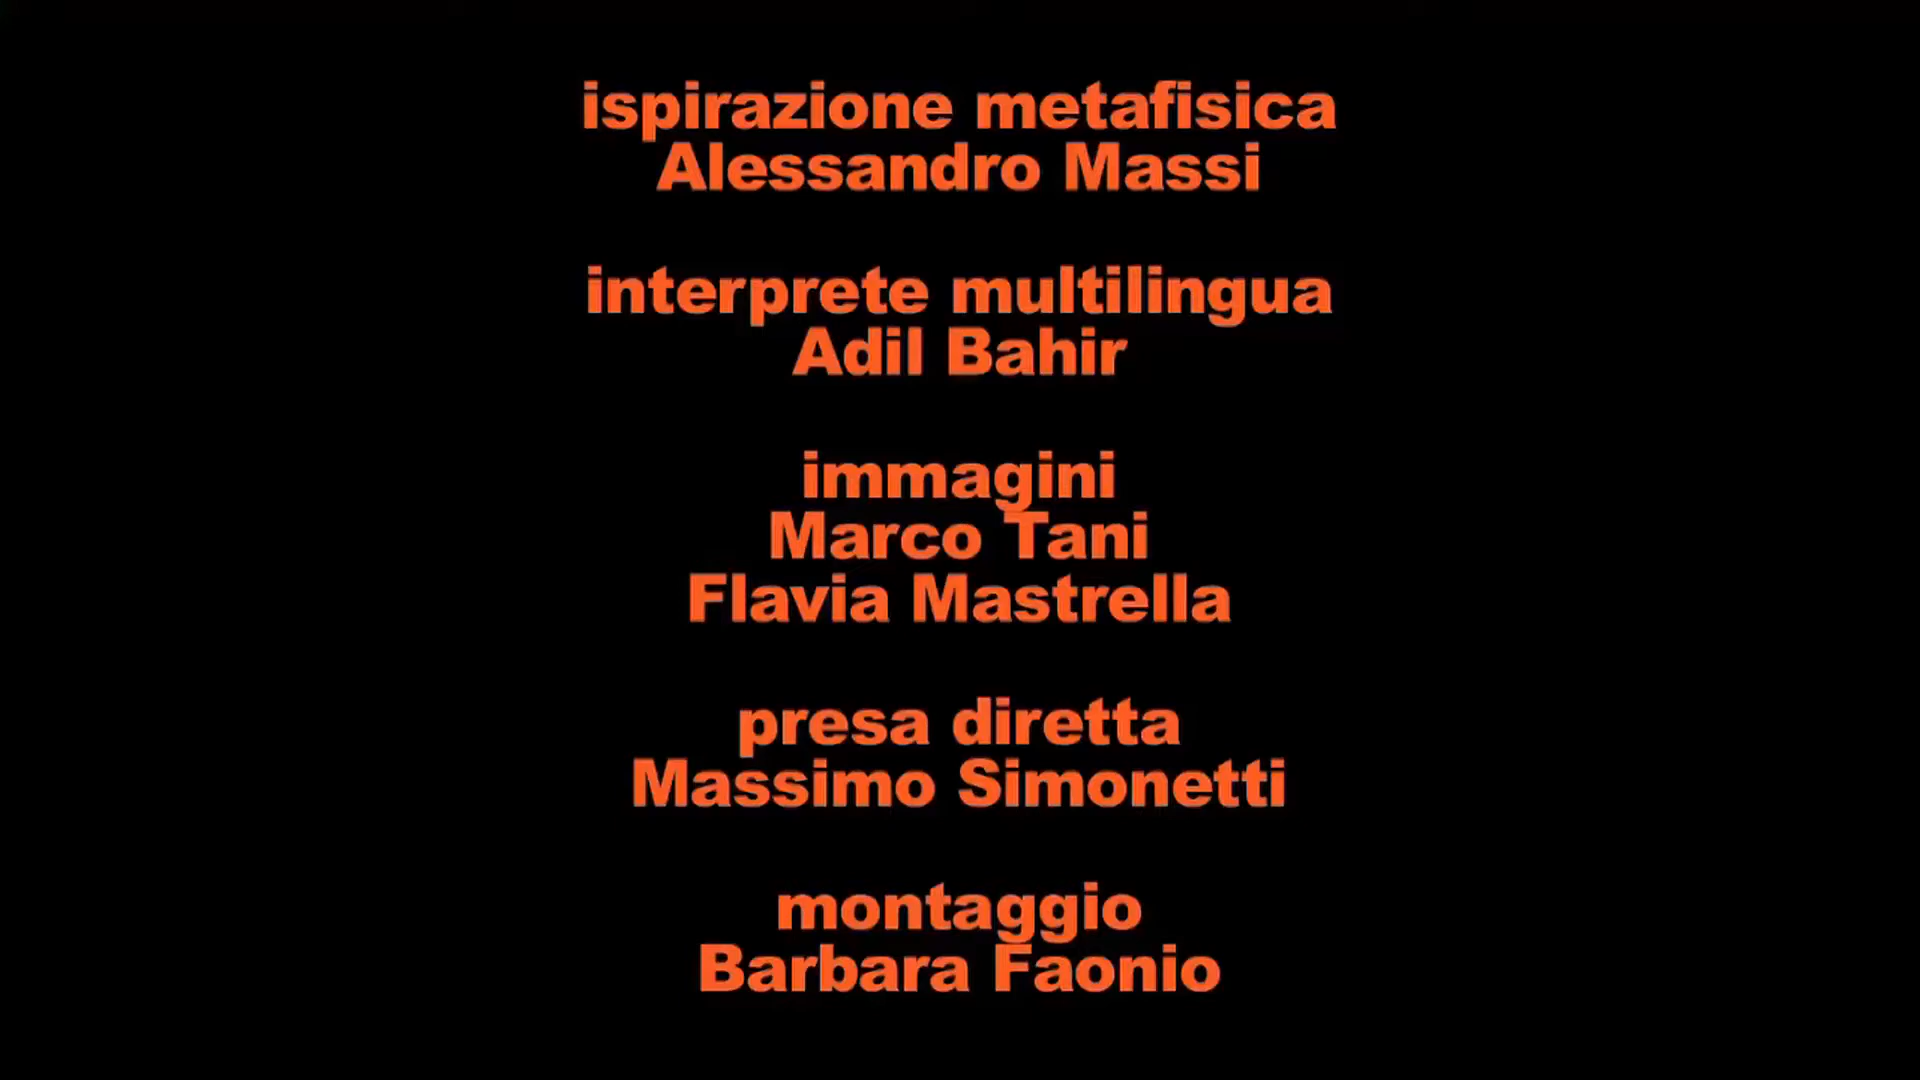 ispirazione metafisica
Alessandro Massi
interprete multilingua
Adil Bahir
immagini
Marco Tani
Flavia Mastrella
presa diretta
Massimo Simonetti
montaggio
Barbara Faonio